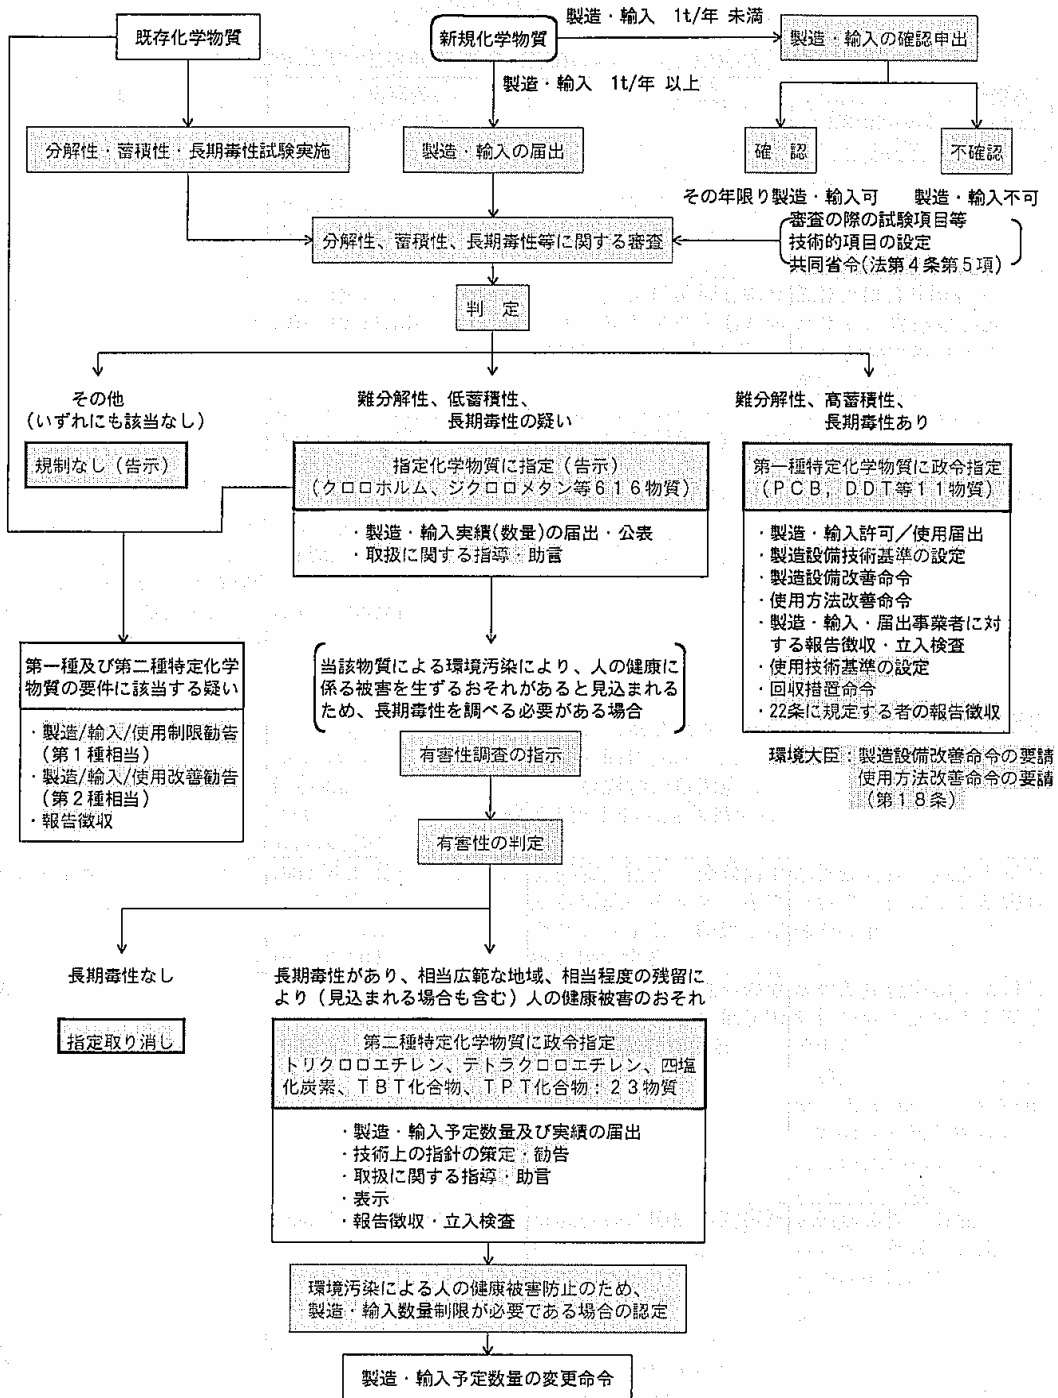 製造・輸入 1t/年 未満
既存化学物質
新規化学物質
製造・輸入の確認申出
製造・輸入 1t/年 以上
分解性・蓄積性・長期毒性試験実施
製造・輸入の届出
確 認
不確認
その年限り製造・輸入可
製造・輸入不可
分解性、蓄積性、長期毒性等に関する審査
審査の際の試験項目等
技術的項目の設定
共同省令(法第4条第5項)
判 定
その他
(いずれにも該当なし)
規制なし(告示)
難分解性、低蓄積性、
長期毒性の疑い
指定化学物質に指定(告示)
(クロロホルム、ジクロロメタン等616物質)
・製造・輸入実績(数量)の届出・公表
・取扱に関する指導・助言
難分解性、高蓄積性、
長期毒性あり
第一種特定化学物質に政令指定
(PCB, DDT等11物質)
・製造・輸入許可/使用届出
・製造設備技術基準の設定
・製造設備改善命令
・使用方法改善命令
・製造・輸入・届出事業者に対
する報告徴収・立入検査
・使用技術基準の設定
・回収措置命令
・22条に規定する者の報告徴収
環境大臣:製造設備改善命令の要請
使用方法改善命令の要請
(第18条)
第一種及び第二種特定化学
物質の要件に該当する疑い
・製造/輸入/使用制限勧告
(第1種相当)
・製造/輸入/使用改善勧告
(第2種相当)
・報告徴収
当該物質による環境汚染により、人の健康に
係る被害を生ずるおそれがあると見込まれる
ため、長期毒性を調べる必要がある場合
有害性調査の指示
有害性の判定
長期毒性なし
指定取り消し
長期毒性があり、相当広範な地域、相当程度の残留に
より(見込まれる場合も含む)人の健康被害のおそれ
第二種特定化学物質に政令指定
トリクロロエチレン、テトラクロロエチレン、四塩
化炭素、TBT化合物、TPT化合物:23物質
・製造・輸入予定数量及び実績の届出
・技術上の指針の策定・勧告
・取扱に関する指導・助言
・表示
・報告徴収・立入検査
環境汚染による人の健康被害防止のため、
製造・輸入数量制限が必要である場合の認定
製造・輸入予定数量の変更命令